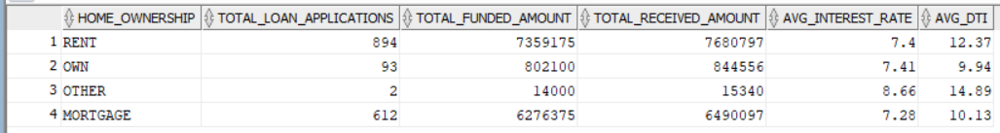 HOME_OWNERSHIP TOTAL_LOAN_APPLICATIONS TOTAL_FUNDED_AMOUNT TOTAL_RECEIVED_AMOUNT AVG_INTEREST_RATE AVG_DTI
1 RENT 894 7359175 7680797 7.4 12.37
2 OWN 93 802100 844556 7.41 9.94
3 OTHER 2 14000 15340 8.66 14.89
4 MORTGAGE 612 6276375 6490097 7.28 10.13